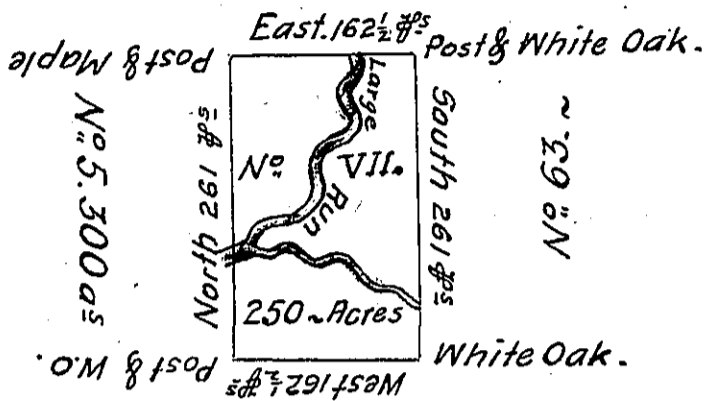 East. 162½ ps
Post & Maple
Post & White Oak.
No 5. 300 as
North 261 ps
No VII.
Large Run
South 261 ps
No 63. ~
250 ~ Acres
Post & W.O.
White Oak.
West 162½ ps